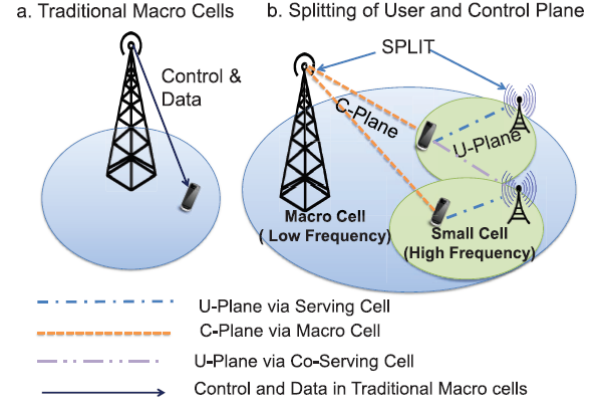 a. Traditional Macro Cells
b. Splitting of User and Control Plane
SPLIT
Control &
Data
C-Plane
U-Plane
Macro Cell
( Low Frequency)
Small Cell
(High Frequency)
U-Plane via Serving Cell
C-Plane via Macro Cell
U-Plane via Co-Serving Cell
Control and Data in Traditional Macro cells